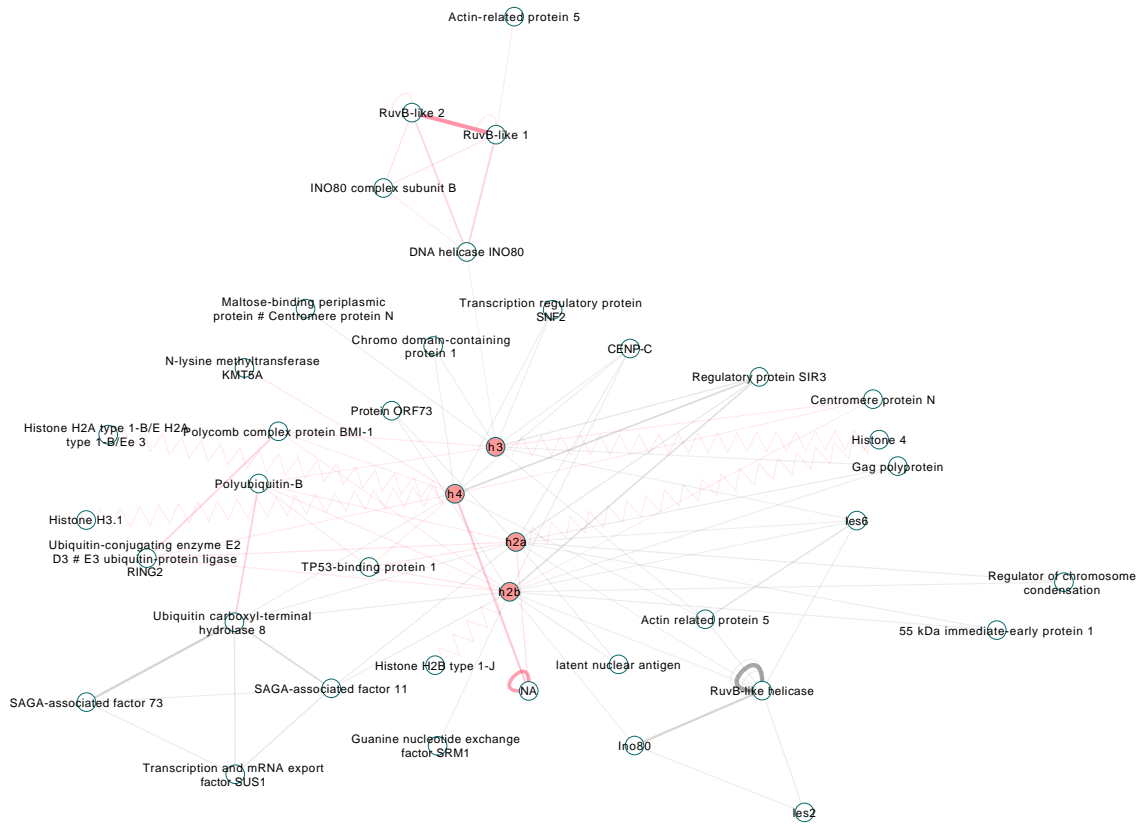 Actin-related protein 5
RuvB-like 2
RuvB-like 1
INO80 complex subunit B
DNA helicase INO80
Maltose-binding periplasmic
protein # Centromere protein N
Transcription regulatory protein
SNF2
Chromo domain-containing
protein 1
CENP-C
N-lysine methyltransferase
KMT5A
Regulatory protein SIR3
Centromere protein N
Protein ORF73
Histone H2A type 1-B/E H2A
type 1-B/Ee 3
Polycomb complex protein BMI-1
h3
Histone 4
Gag polyprotein
Polyubiquitin-B
h4
Histone H3.1
Ies6
Ubiquitin-conjugating enzyme E2
D3 # E3 ubiquitin-protein ligase
RING2
h2a
TP53-binding protein 1
Regulator of chromosome
condensation
h2b
Ubiquitin carboxyl-terminal
hydrolase 8
Actin related protein 5
55 kDa immediate-early protein 1
Histone H2B type 1-J
latent nuclear antigen
SAGA-associated factor 11
NA
RuvB-like helicase
SAGA-associated factor 73
Guanine nucleotide exchange
factor SRM1
Ino80
Transcription and mRNA export
factor SUS1
Ies2